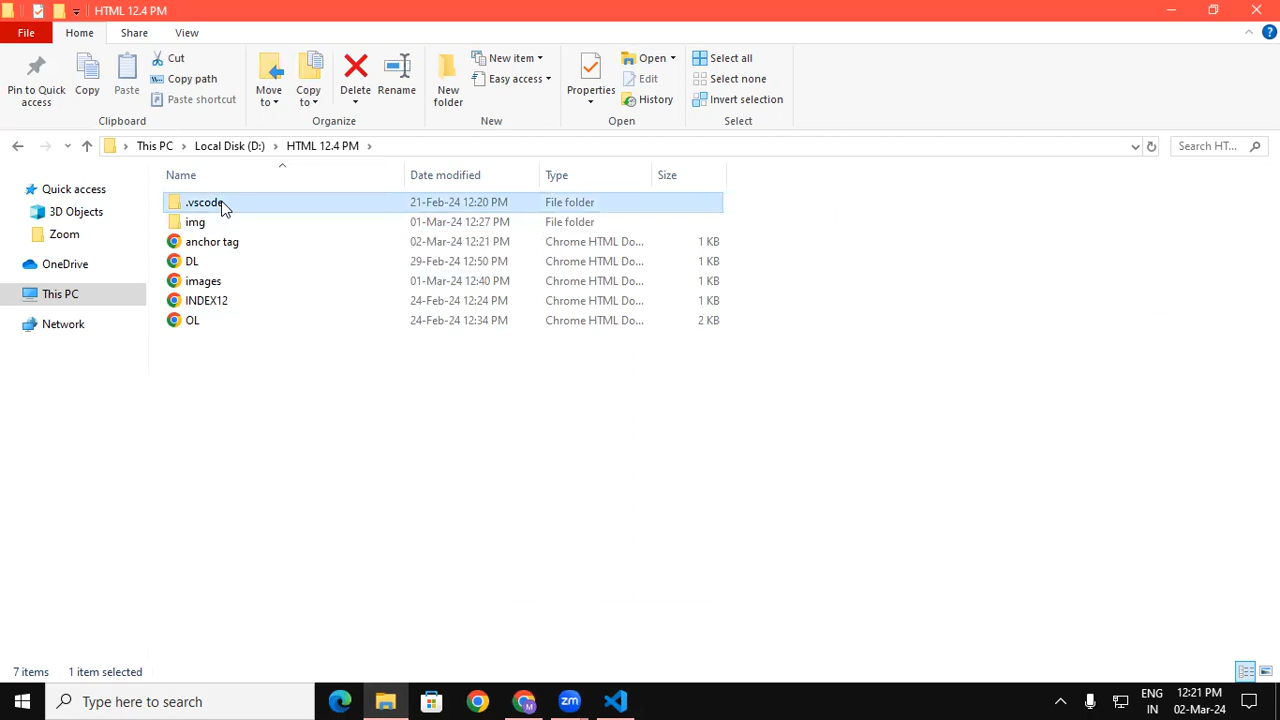 HTML 12.4 PM
File Home Share View
Pin to Quick access
Copy
Paste
Cut
Copy path
Paste shortcut
Clipboard
Move to
Copy to
Delete
Rename
Organize
New folder
New item
Easy access
New
Properties
Open
Edit
History
Open
Select all
Select none
Invert selection
Select
This PC Local Disk (D:) HTML 12.4 PM
Search HT...
Quick access
3D Objects
Zoom
OneDrive
This PC
Network
Name Date modified Type Size
.vscode 21-Feb-24 12:20 PM File folder
img 01-Mar-24 12:27 PM File folder
anchor tag 02-Mar-24 12:21 PM Chrome HTML Do... 1 KB
DL 29-Feb-24 12:50 PM Chrome HTML Do... 1 KB
images 01-Mar-24 12:40 PM Chrome HTML Do... 1 KB
INDEX12 24-Feb-24 12:24 PM Chrome HTML Do... 1 KB
OL 24-Feb-24 12:34 PM Chrome HTML Do... 2 KB
7 items 1 item selected
Type here to search
M
zm
ENG
IN
12:21 PM
02-Mar-24